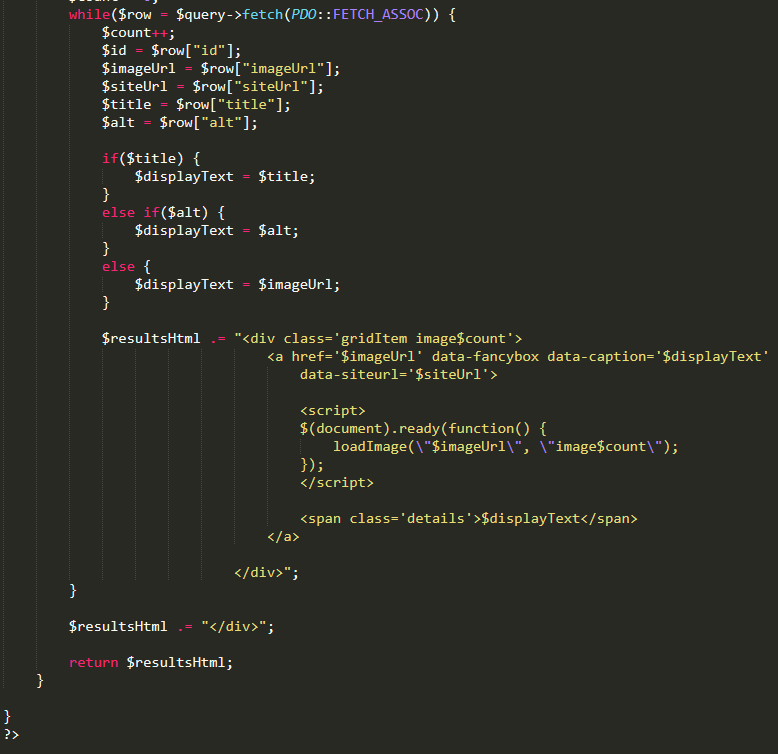 while($row = $query->fetch(PDO::FETCH_ASSOC)) {
$count++;
$id = $row["id"];
$imageUrl = $row["imageUrl"];
$siteUrl = $row["siteUrl"];
$title = $row["title"];
$alt = $row["alt"];
if($title) {
$displayText = $title;
}
else if($alt) {
$displayText = $alt;
}
else {
$displayText = $imageUrl;
}
$resultsHtml .= "<div class='gridItem image$count'>
<a href='$imageUrl' data-fancybox data-caption='$displayText'
data-siteurl='$siteUrl'>
<script>
$(document).ready(function() {
loadImage(\"$imageUrl\", \"image$count\");
});
</script>
<span class='details'>$displayText</span>
</a>
</div>";
}
$resultsHtml .= "</div>";
return $resultsHtml;
}
}
?>